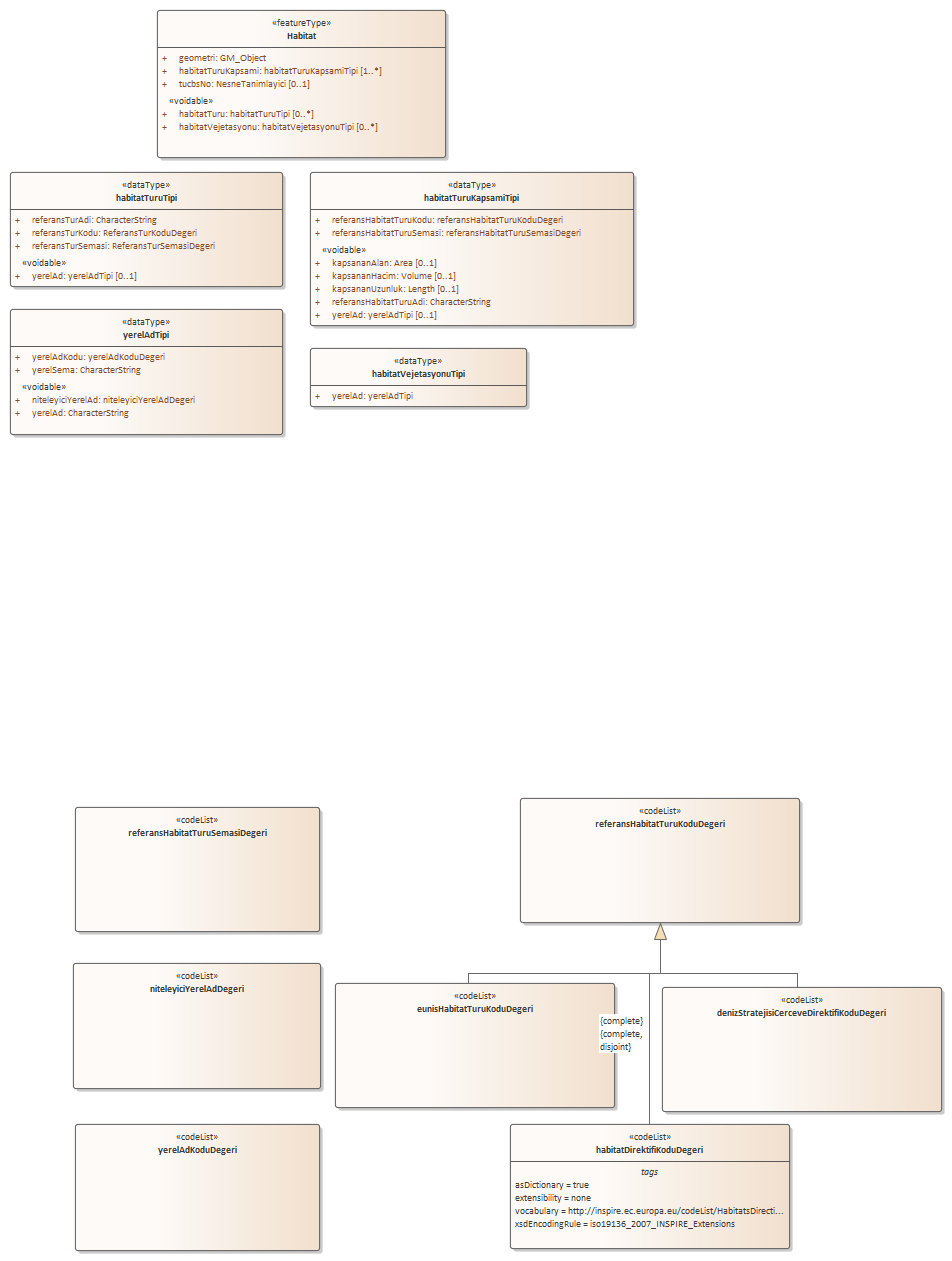 «featureType»
Habitat
+ geometri: GM_Object
+ habitatTuruKapsami: habitatTuruKapsamiTipi [1..*]
+ tucbsNo: NesneTanimlayici [0..1]
«voidable»
+ habitatTuru: habitatTuruTipi [0..*]
+ habitatVejetasyonu: habitatVejetasyonuTipi [0..*]
«dataType»
habitatTuruTipi
+ referansTurAdi: CharacterString
+ referansTurKodu: ReferansTurKoduDegeri
+ referansTurSemasi: ReferansTurSemasiDegeri
«voidable»
+ yerelAd: yerelAdTipi [0..1]
«dataType»
habitatTuruKapsamiTipi
+ referansHabitatTuruKodu: referansHabitatTuruKoduDegeri
+ referansHabitatTuruSemasi: referansHabitatTuruSemasiDegeri
«voidable»
+ kapsananAlan: Area [0..1]
+ kapsananHacim: Volume [0..1]
+ kapsananUzunluk: Length [0..1]
+ referansHabitatTuruAdi: CharacterString
+ yerelAd: yerelAdTipi [0..1]
«dataType»
yerelAdTipi
+ yerelAdKodu: yerelAdKoduDegeri
+ yerelSema: CharacterString
«voidable»
+ niteleyiciYerelAd: niteleyiciYerelAdDegeri
+ yerelAd: CharacterString
«dataType»
habitatVejetasyonuTipi
+ yerelAd: yerelAdTipi
«codeList»
referansHabitatTuruSemasiDegeri
«codeList»
referansHabitatTuruKoduDegeri
«codeList»
niteleyiciYerelAdDegeri
«codeList»
eunisHabitatTuruKoduDegeri
{complete}
{complete,
disjoint}
«codeList»
denizStratejisiCerceveDirektifiKoduDegeri
«codeList»
yerelAdKoduDegeri
«codeList»
habitatDirektifiKoduDegeri
tags
asDictionary = true
extensibility = none
vocabulary = http://inspire.ec.europa.eu/codeList/HabitatsDirecti...
xsdEncodingRule = iso19136_2007_INSPIRE_Extensions